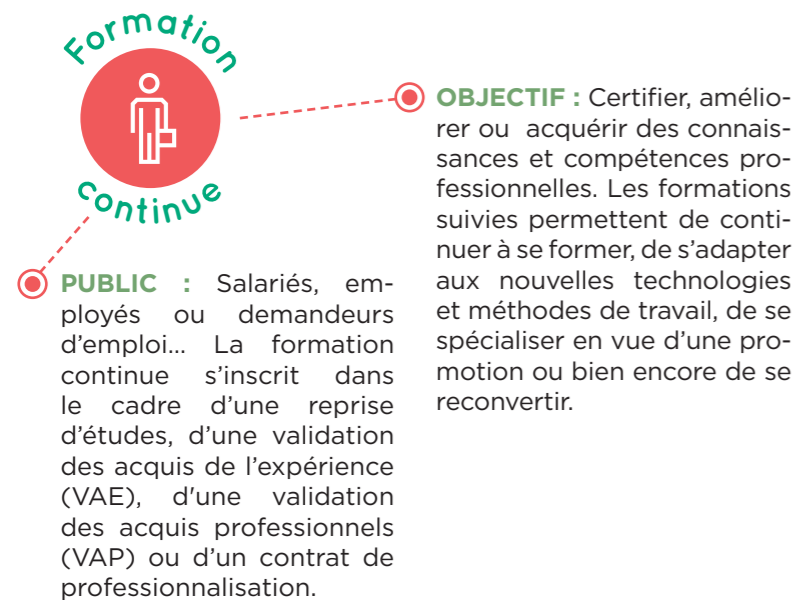 Formation
continue
OBJECTIF : Certifier, amélio-
rer ou acquérir des connais-
sances et compétences pro-
fessionnelles. Les formations
suivies permettent de conti-
nuer à se former, de s’adapter
aux nouvelles technologies
et méthodes de travail, de se
spécialiser en vue d’une pro-
motion ou bien encore de se
reconvertir.
PUBLIC : Salariés, em-
ployés ou demandeurs
d’emploi... La formation
continue s’inscrit dans
le cadre d’une reprise
d’études, d’une validation
des acquis de l’expérience
(VAE), d'une validation
des acquis professionnels
(VAP) ou d’un contrat de
professionnalisation.